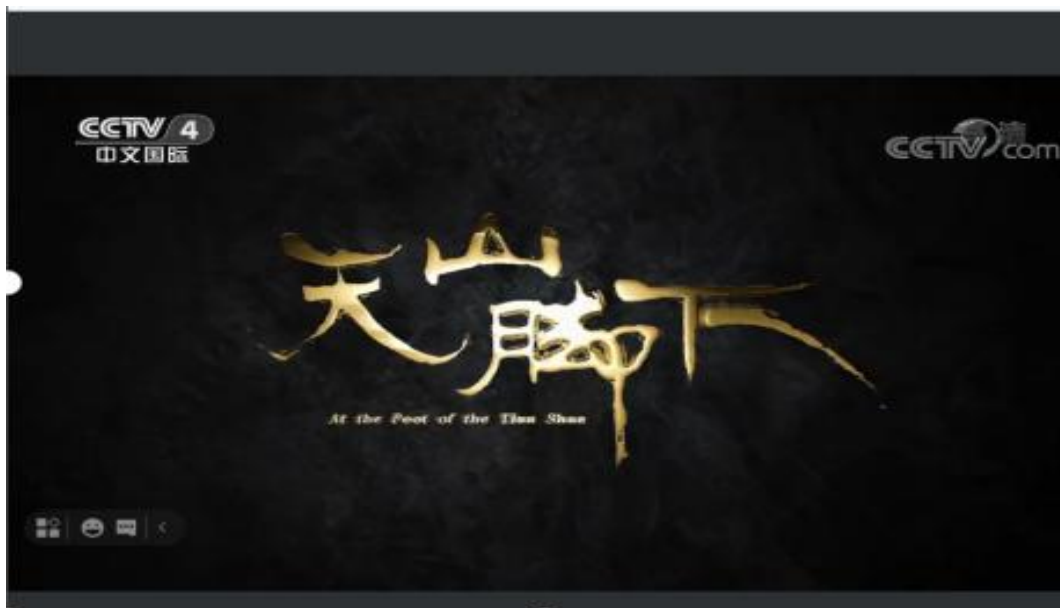 CCTV 4
中文国际
CCTV com
天山脚下
At the Foot of the Tian Shan